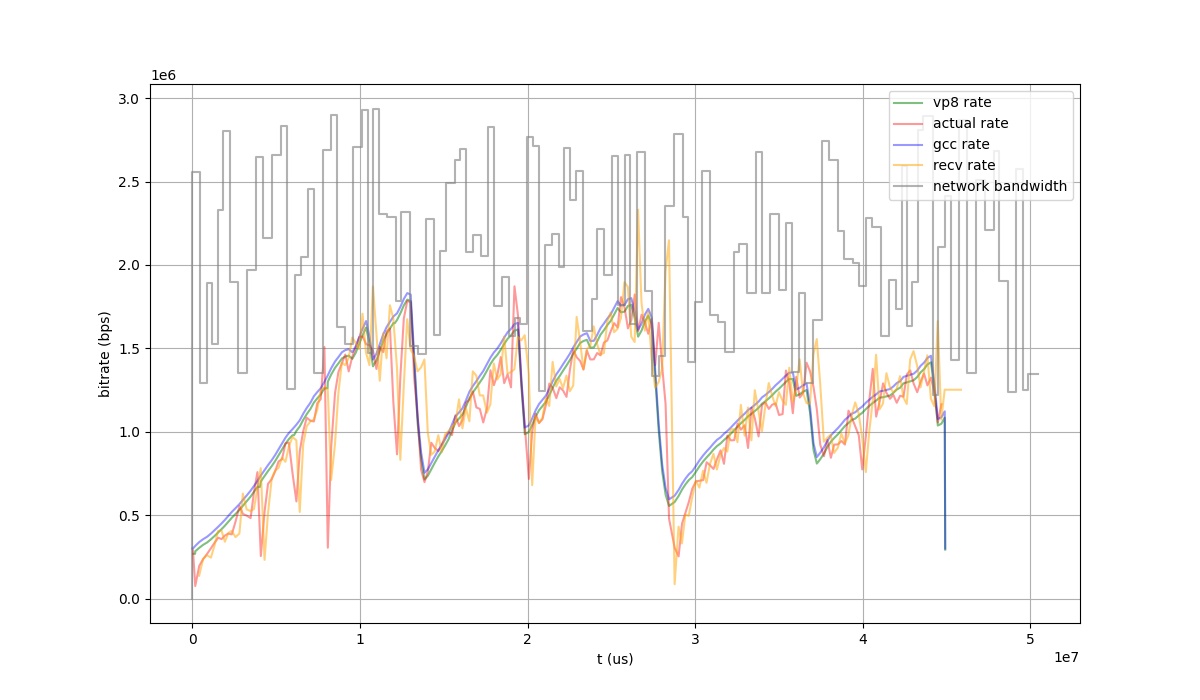 1e6
3.0
2.5
2.0
1.5
1.0
0.5
0.0
bitrate (bps)
vp8 rate
actual rate
gcc rate
recv rate
network bandwidth
0 1 2 3 4 5
t (us)
1e7